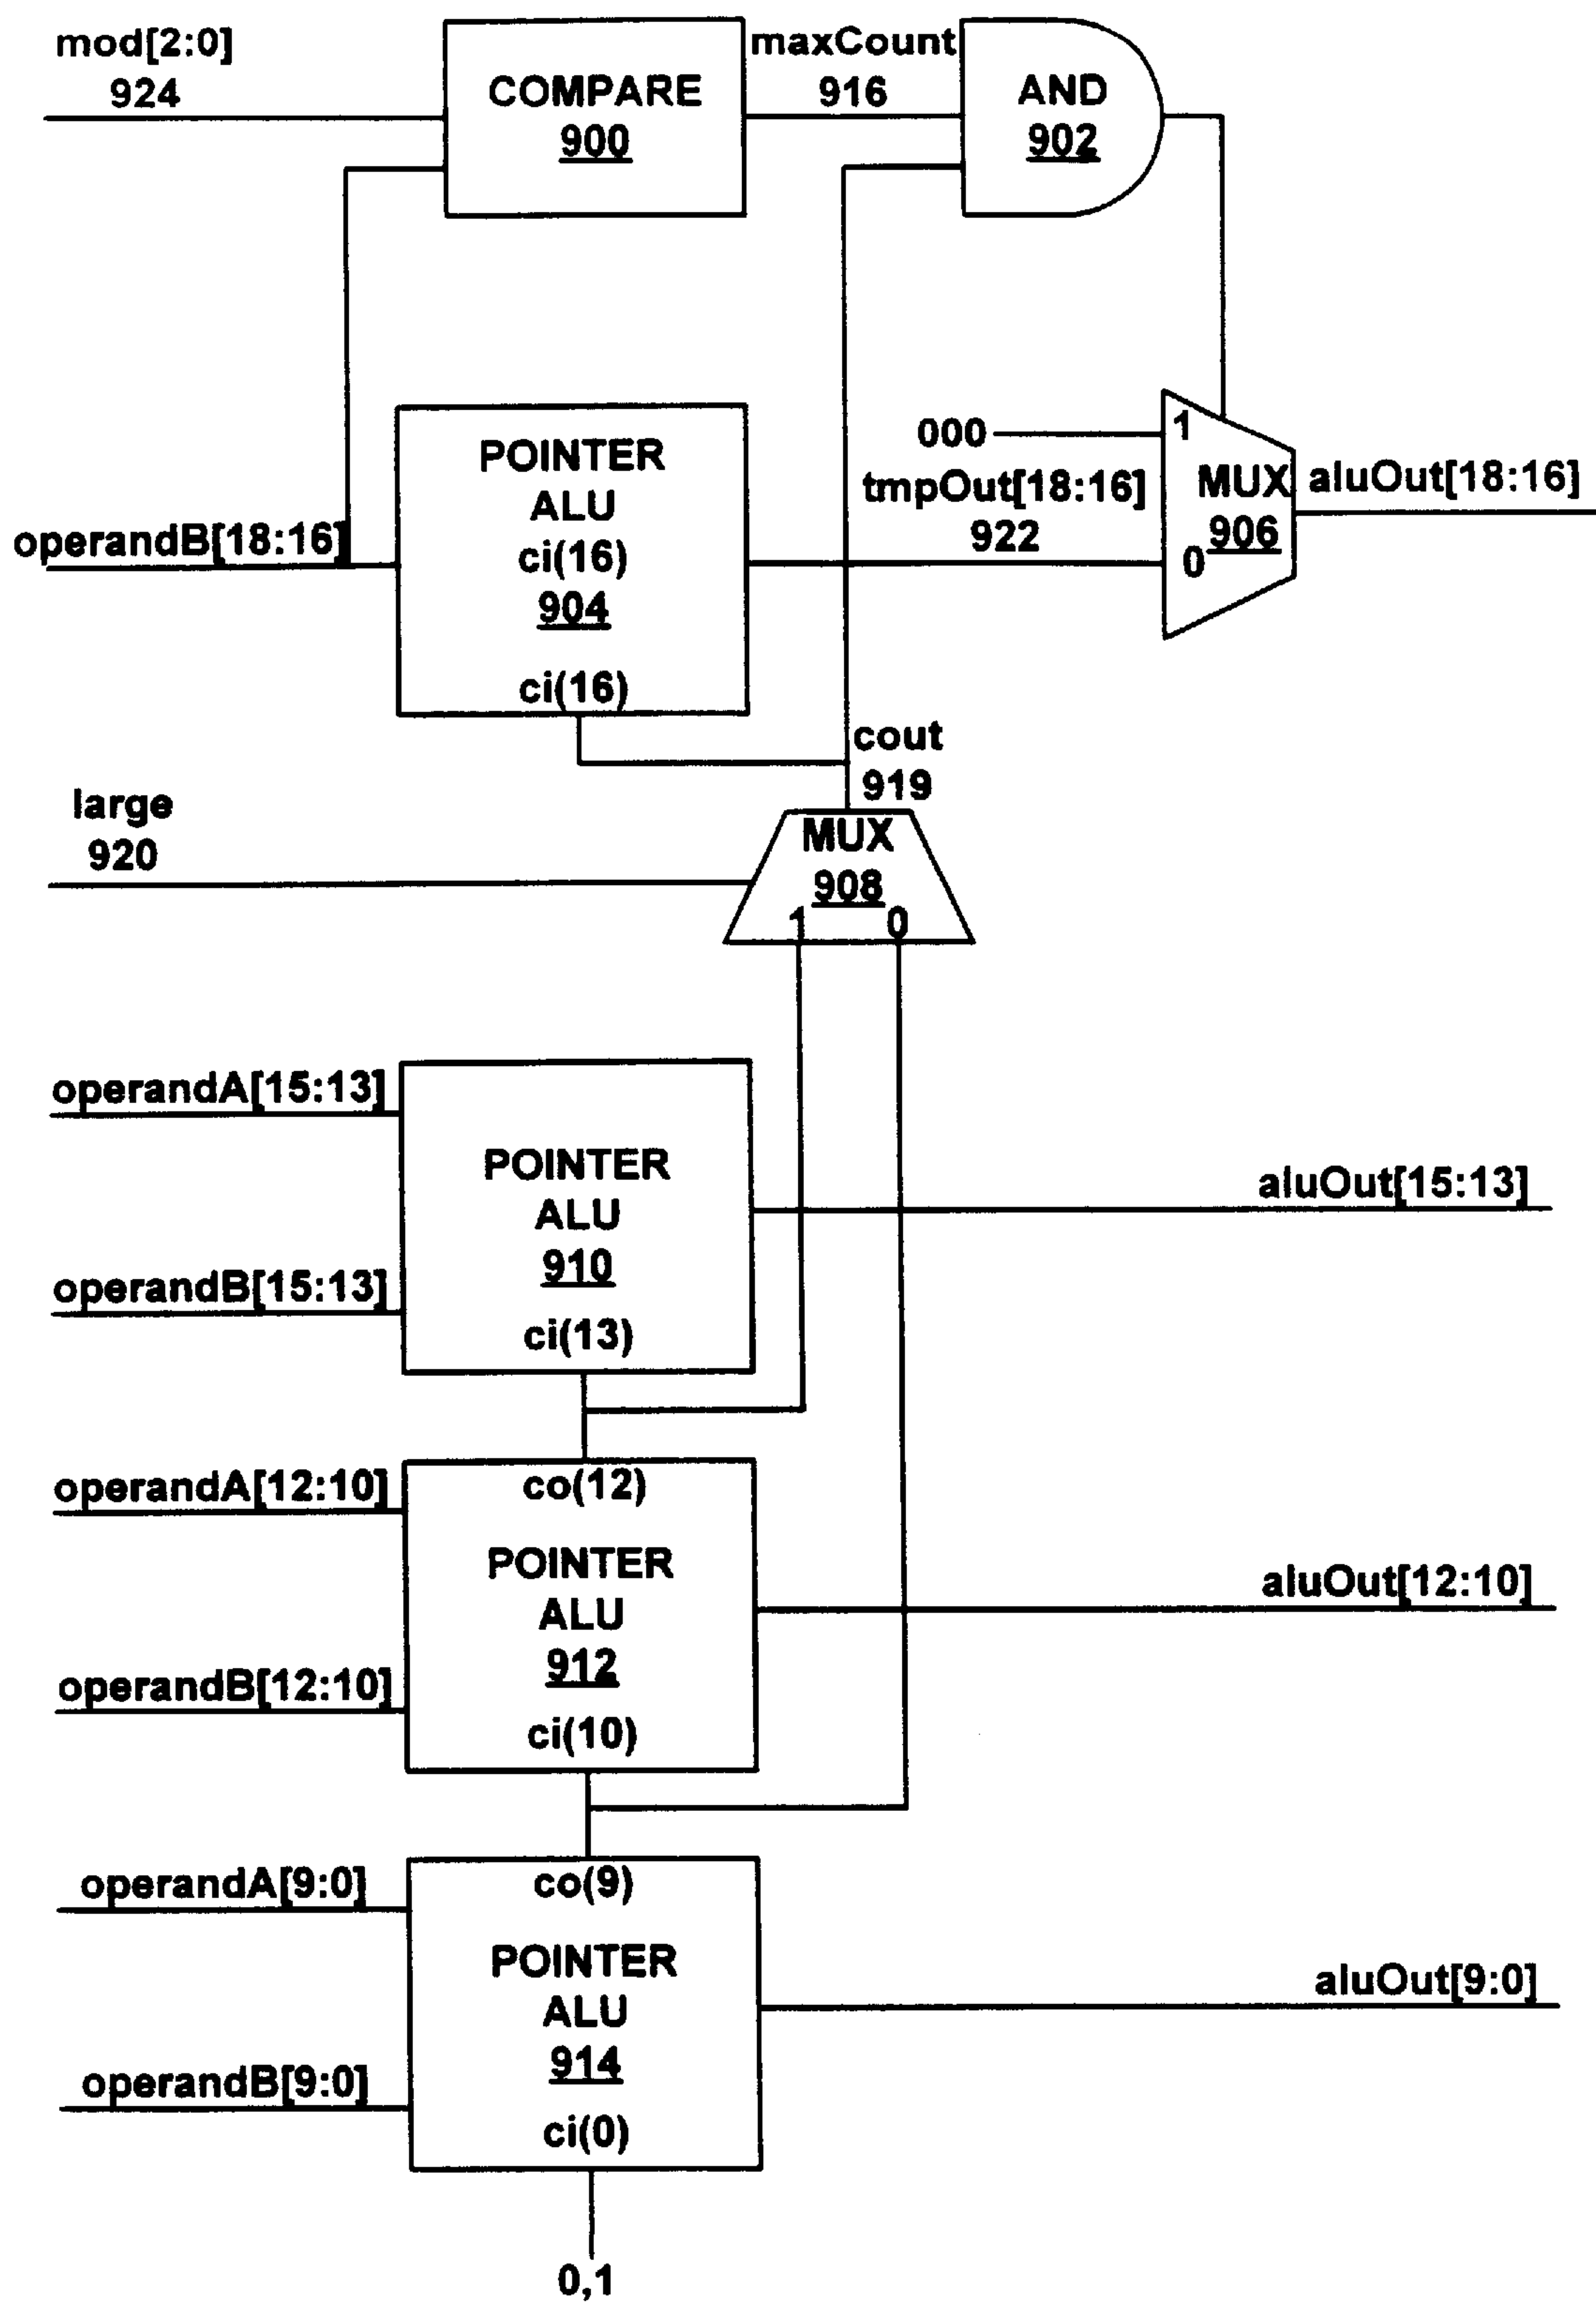 mod[2:0]
924
COMPARE
900
maxCount
916
AND
902
operandB[18:16]
POINTER
ALU
ci(16)
904
ci(16)
000
tmpOut[18:16]
922
1
MUX
906
0
aluOut[18:16]
cout
919
large
920
MUX
908
1 0
operandA[15:13]
operandB[15:13]
POINTER
ALU
910
ci(13)
aluOut[15:13]
operandA[12:10]
operandB[12:10]
co(12)
POINTER
ALU
912
ci(10)
aluOut[12:10]
operandA[9:0]
operandB[9:0]
co(9)
POINTER
ALU
914
ci(0)
aluOut[9:0]
0,1